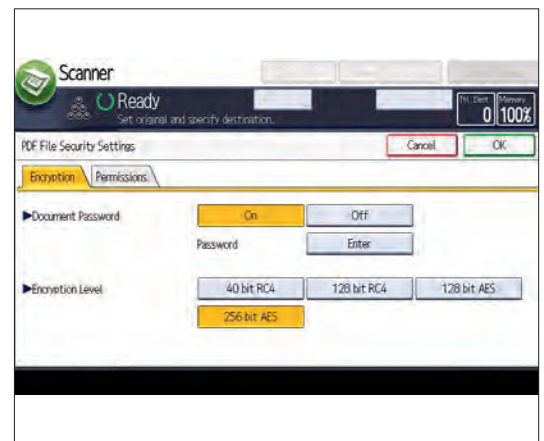 Scanner
Ready
Set original and specify destination.
Ttl. Dest. Memory
0 100%
PDF File Security Settings Cancel OK
Encryption Permissions
Document Password On Off
Password Enter
Encryption Level 40 bit RC4 128 bit RC4 128 bit AES
256 bit AES